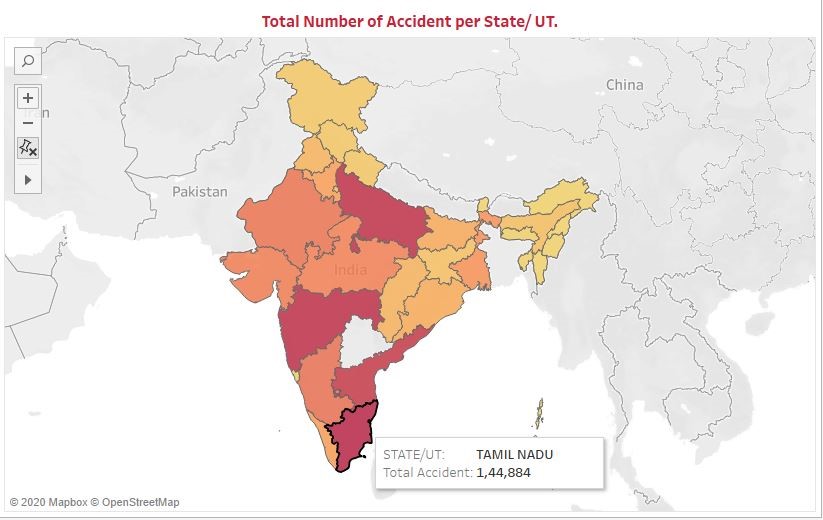 Total Number of Accident per State/ UT.
China
Iran
Pakistan
India
STATE/UT: TAMIL NADU
Total Accident: 1,44,884
© 2020 Mapbox © OpenStreetMap